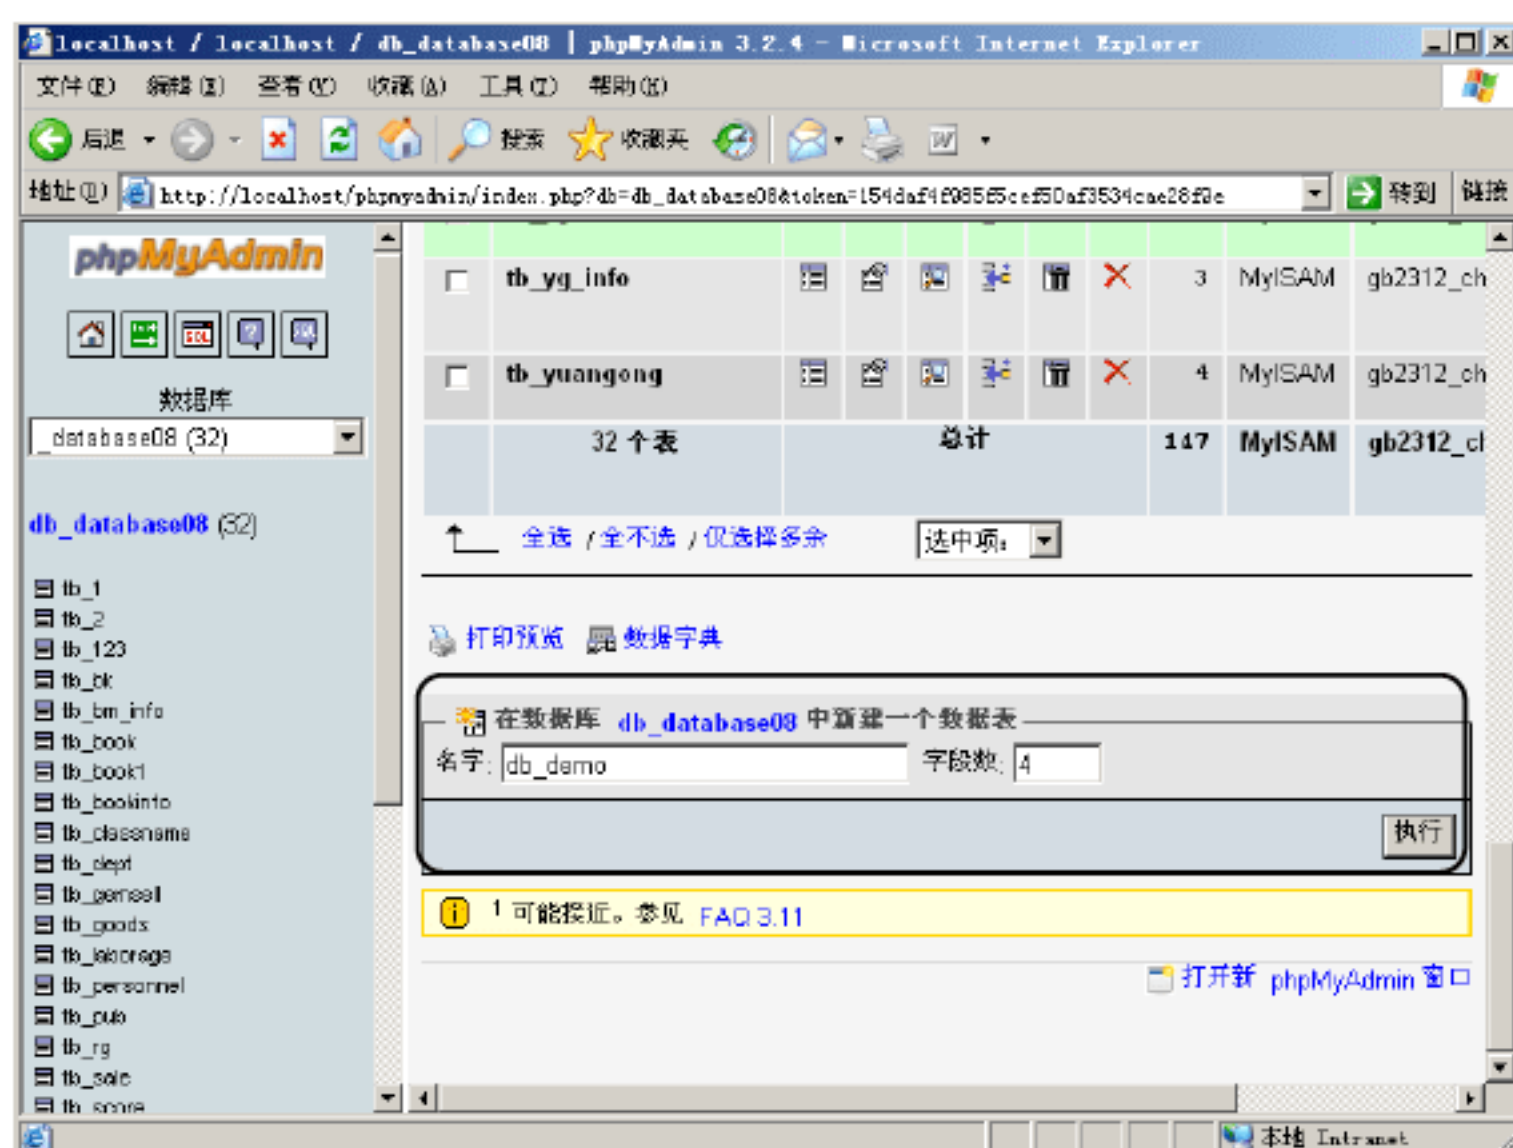 localhost / localhost / db_database08 | phpMyAdmin 3.2.4 - Microsoft Internet Explorer
文件(F) 编辑(E) 查看(V) 收藏(A) 工具(T) 帮助(H)
后退 搜索 收藏夹
地址(D) http://localhost/phpmyadmin/index.php?db=db_database08&token=154daf4f985f5cef50af3534cae28f9e 转到 链接
phpMyAdmin
数据库
_database08 (32)
db_database08 (32)
tb_1
tb_2
tb_123
tb_bk
tb_bm_info
tb_book
tb_book1
tb_bookinfo
tb_classname
tb_dept
tb_gemsell
tb_goods
tb_laborage
tb_personnel
tb_pub
tb_rg
tb_sale
tb_score
tb_yg_info 3 MyISAM gb2312_ch
tb_yuangong 4 MyISAM gb2312_ch
32 个表 总计 147 MyISAM gb2312_cl
全选 / 全不选 / 仅选择多余 选中项:
打印预览 数据字典
在数据库 db_database08 中新建一个数据表
名字: db_demo 字段数: 4
执行
1 可能接近。参见 FAQ 3.11
打开新 phpMyAdmin 窗口
本地 Intranet